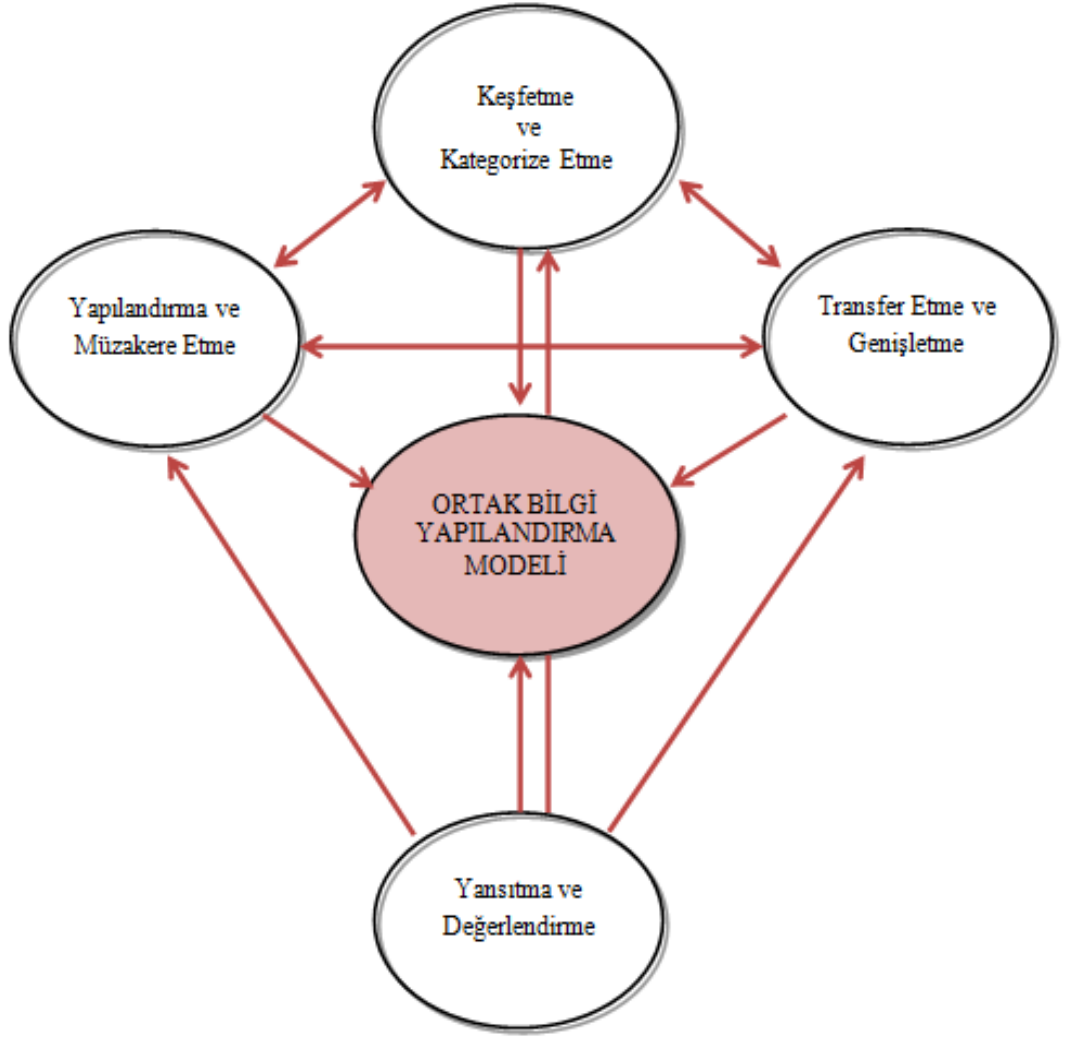 Keşfetme
ve
Kategorize Etme
Yapılandırma ve
Müzakere Etme
Transfer Etme ve
Genişletme
ORTAK BİLGİ
YAPILANDIRMA
MODELİ
Yansıtma ve
Değerlendirme